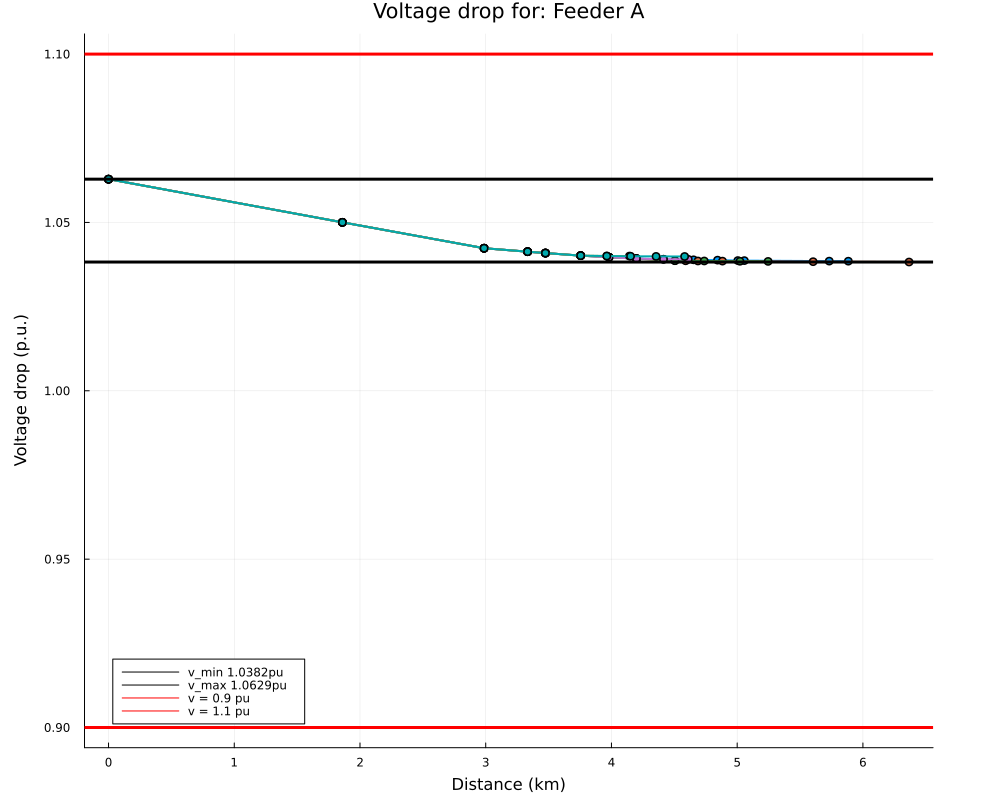 Voltage drop for: Feeder A
1.10
1.05
1.00
0.95
0.90
Voltage drop (p.u.)
v_min 1.0382pu
v_max 1.0629pu
v = 0.9 pu
v = 1.1 pu
0 1 2 3 4 5 6
Distance (km)